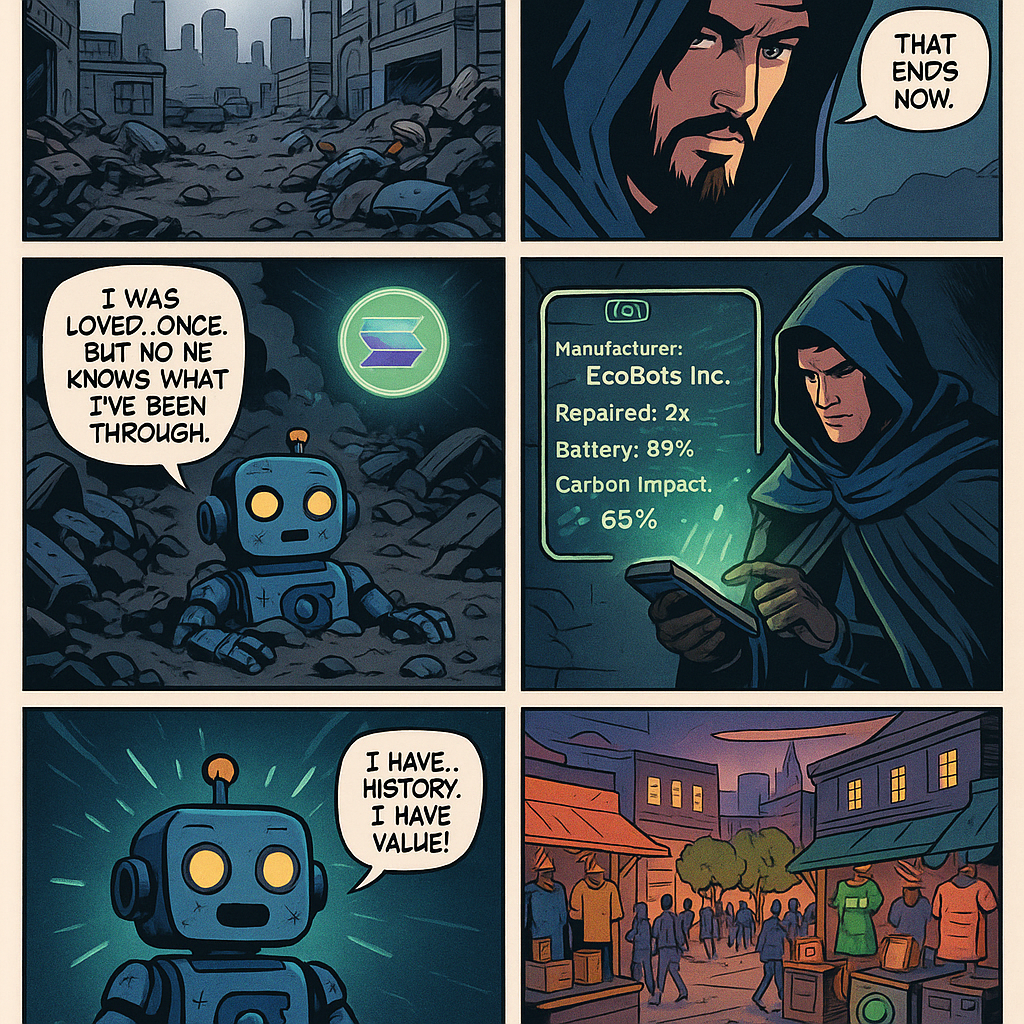 THAT
ENDS
NOW.
I WAS
LOVED..ONCE.
BUT NO NE
KNOWS WHAT
I'VE BEEN
THROUGH.
Manufacturer:
EcoBots Inc.
Repaired: 2x
Battery: 89%
Carbon Impact.
65%
I HAVE..
HISTORY.
I HAVE
VALUE!